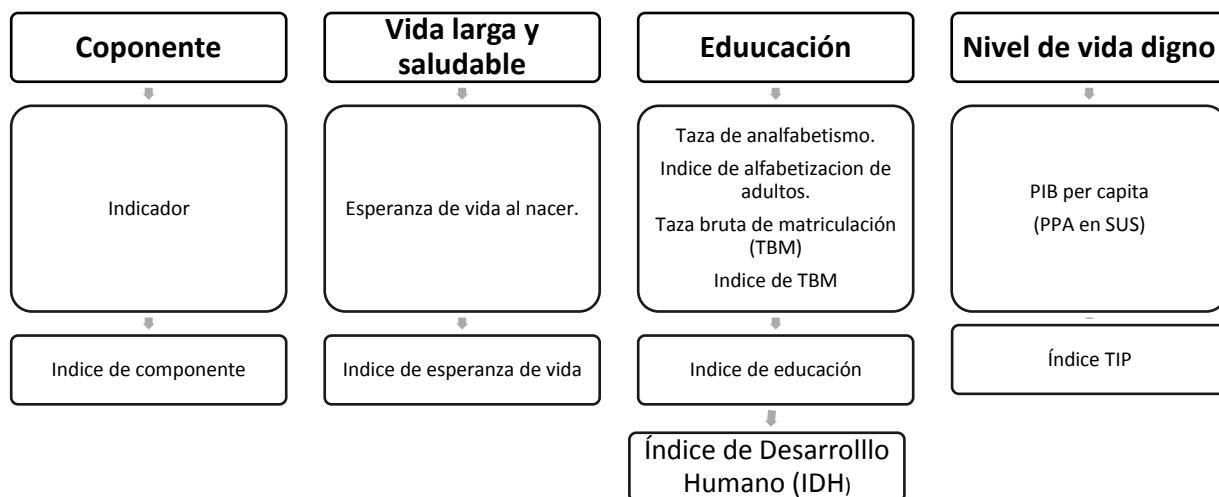 Coponente
Indicador
Indice de componente
Vida larga y
saludable
Esperanza de vida al nacer.
Indice de esperanza de vida
Eduucación
Taza de analfabetismo.
Indice de alfabetizacion de
adultos.
Taza bruta de matriculación
(TBM)
Indice de TBM
Indice de educación
Índice de Desarrolllo
Humano (IDH)
Nivel de vida digno
PIB per capita
(PPA en SUS)
Índice TIP